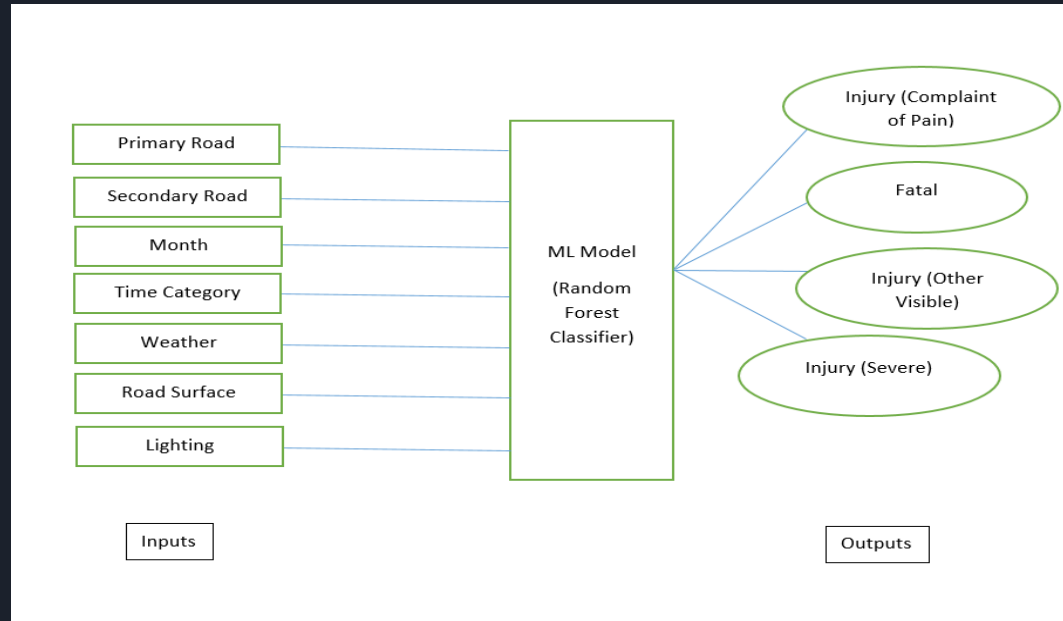 Primary Road
Secondary Road
Month
Time Category
Weather
Road Surface
Lighting
Inputs
ML Model
(Random
Forest
Classifier)
Injury (Complaint
of Pain)
Fatal
Injury (Other
Visible)
Injury (Severe)
Outputs